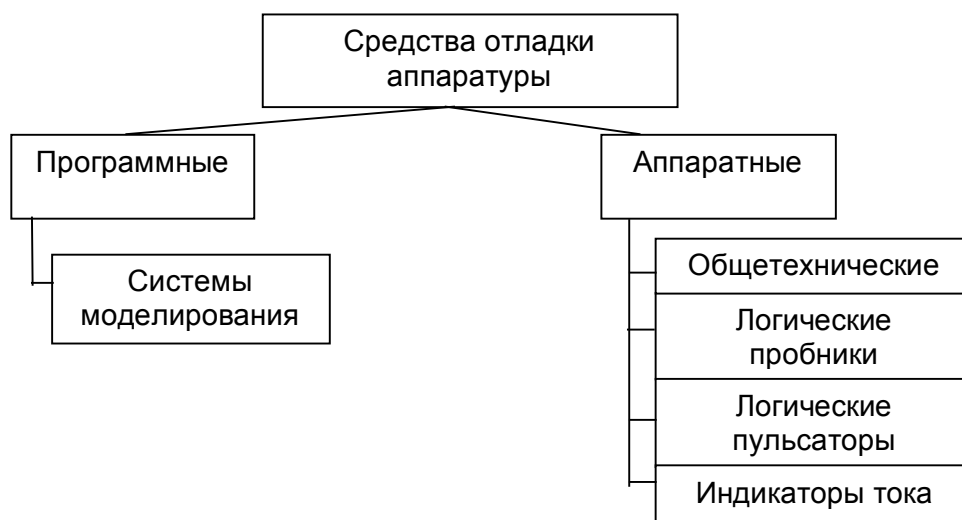 Средства отладки
аппаратуры
Программные
Аппаратные
Системы
моделирования
Общетехнические
Логические
пробники
Логические
пульсаторы
Индикаторы тока